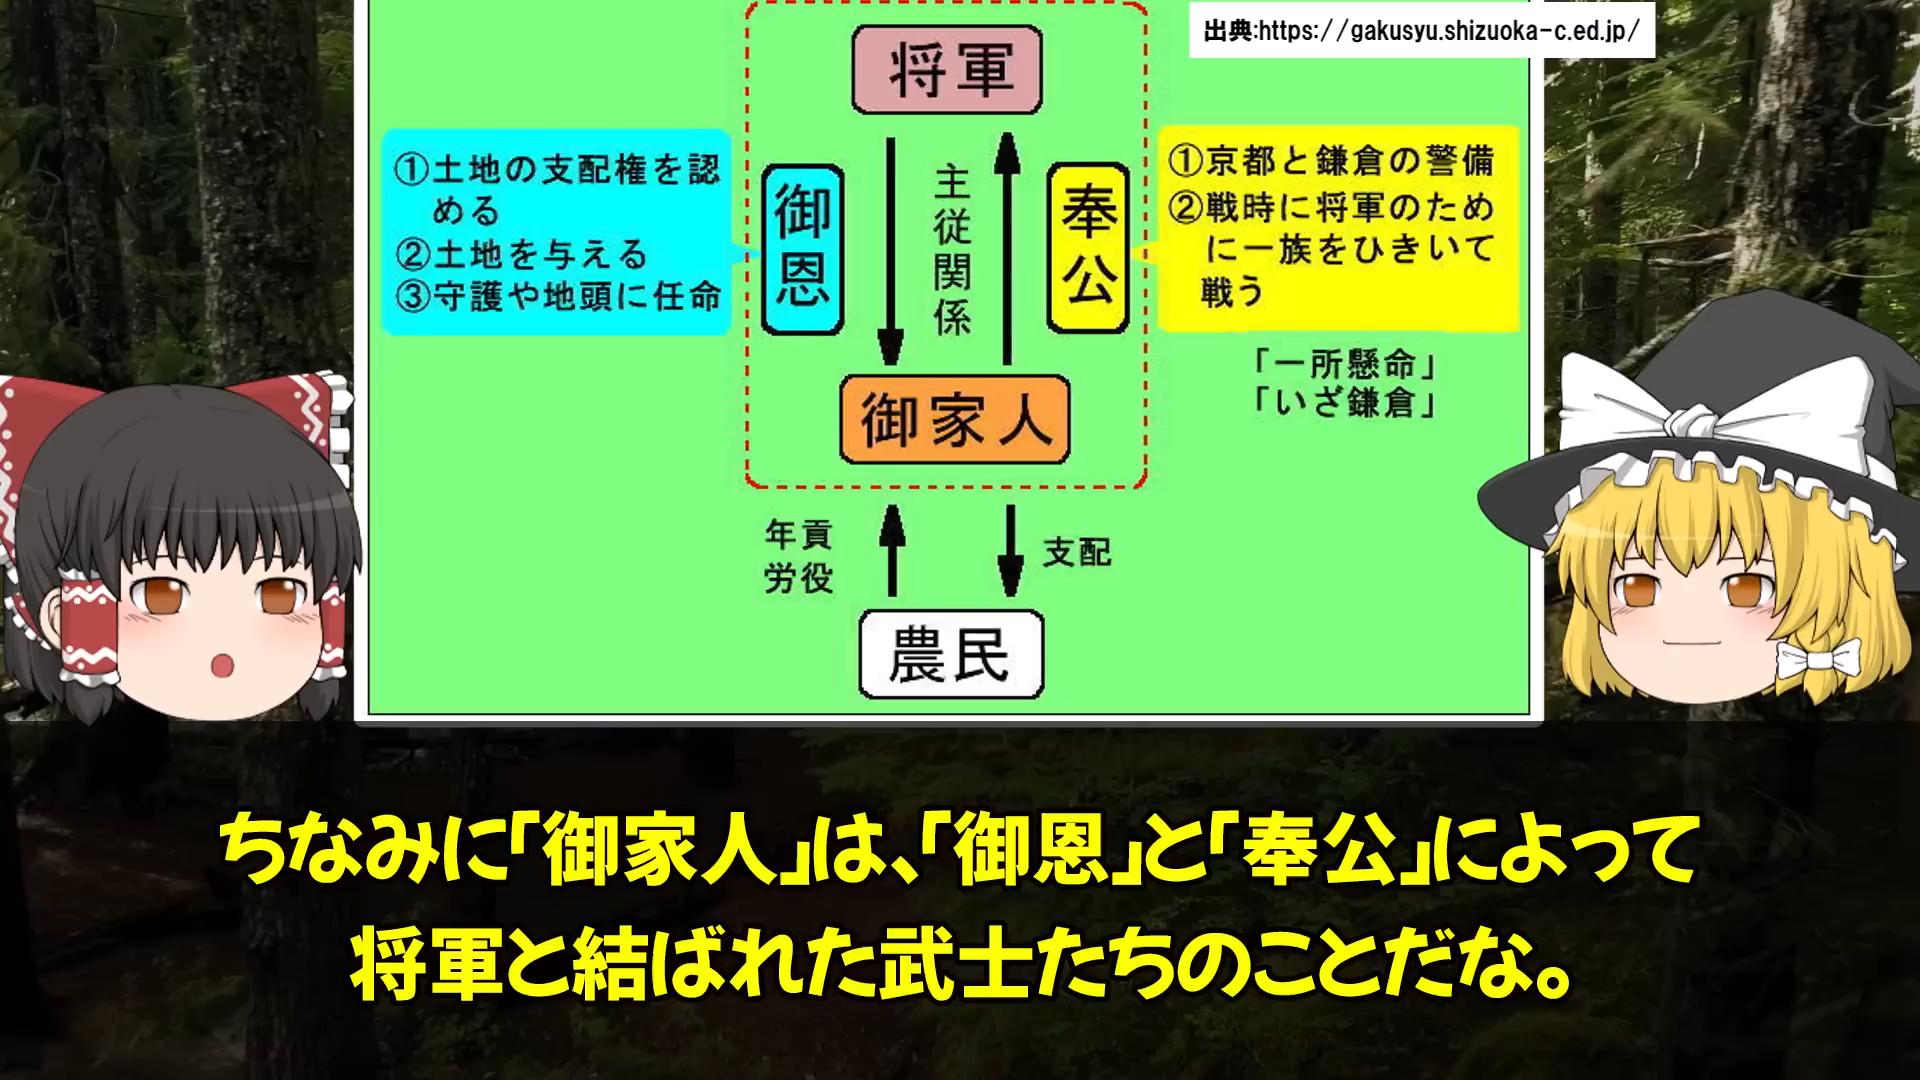 出典:https://gakusyu.shizuoka-c.ed.jp/
将軍
①土地の支配権を認
める
②土地を与える
③守護や地頭に任命
御恩
主従関係
奉公
①京都と鎌倉の警備
②戦時に将軍のため
に一族をひきいて
戦う
「一所懸命」
「いざ鎌倉」
御家人
年貢
労役
支配
農民
ちなみに「御家人」は、「御恩」と「奉公」によって
将軍と結ばれた武士たちのことだな。